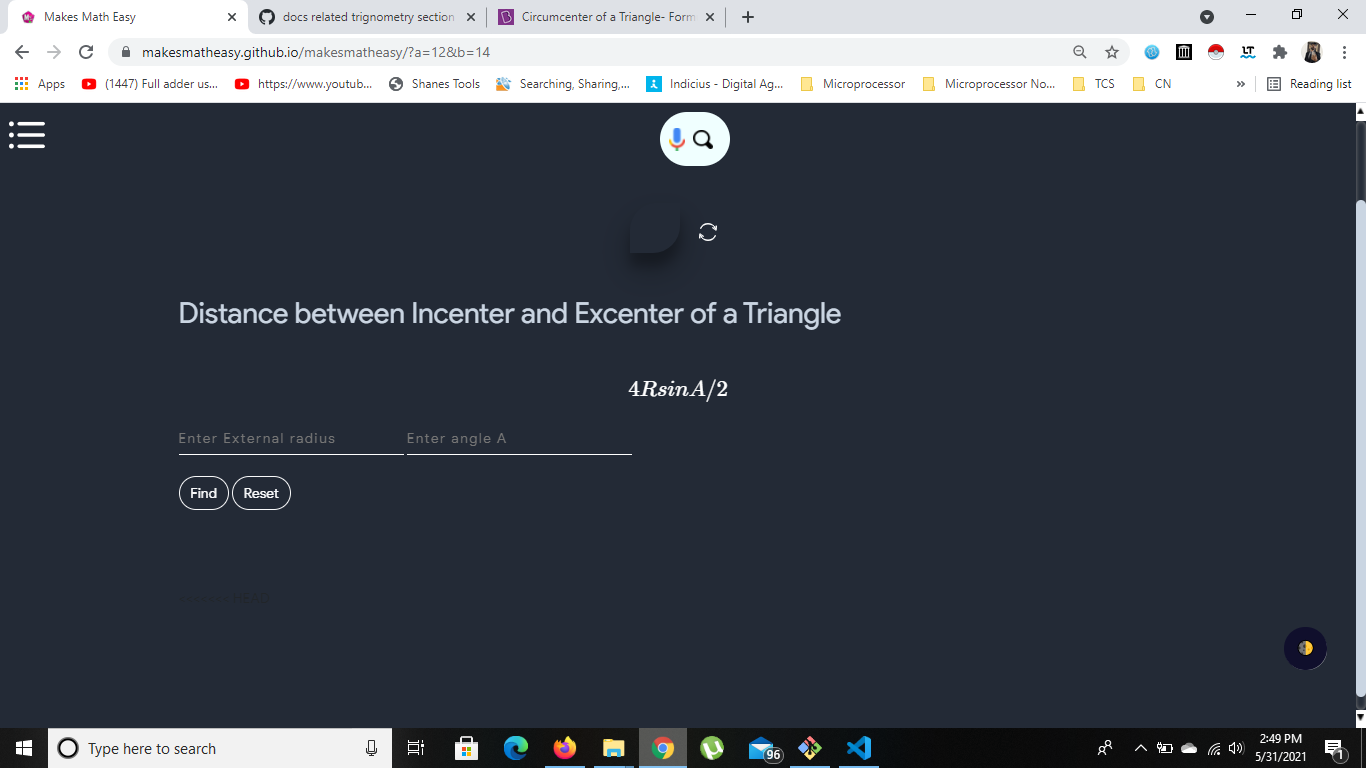 Makes Math Easy
docs related trignometry section
Circumcenter of a Triangle- Form
makesmatheasy.github.io/makesmatheasy/?a=12&b=14
Apps
(1447) Full adder us...
https://www.youtub...
Shanes Tools
Searching, Sharing,...
Indicius - Digital Ag...
Microprocessor
Microprocessor No...
TCS
CN
»
Reading list
Distance between Incenter and Excenter of a Triangle
4RsinA/2
Enter External radius
Enter angle A
Find
Reset
HEAD
Type here to search
96
2:49 PM
5/31/2021
1